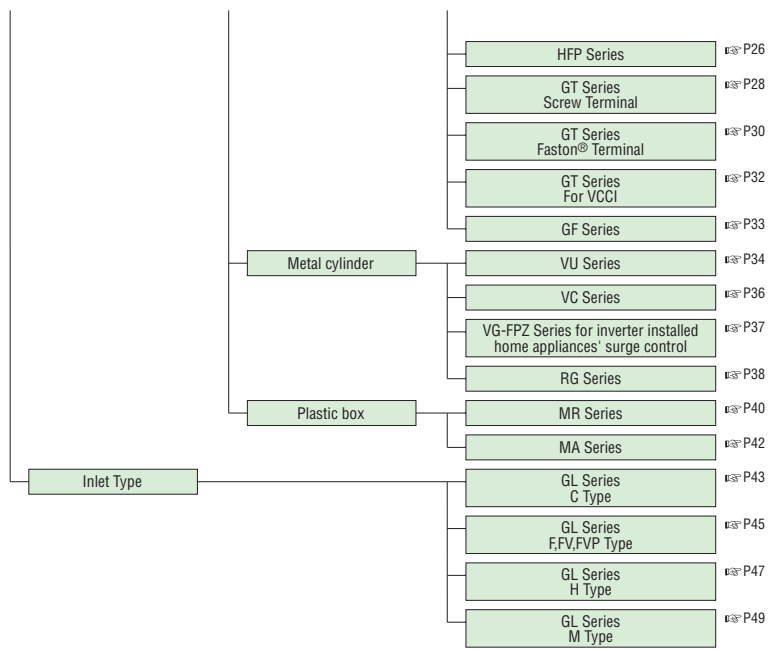 HFP Series
☞P26
GT Series
Screw Terminal
☞P28
GT Series
Faston® Terminal
☞P30
GT Series
For VCCI
☞P32
GF Series
☞P33
Metal cylinder
VU Series
☞P34
VC Series
☞P36
VG-FPZ Series for inverter installed
home appliances' surge control
☞P37
RG Series
☞P38
Plastic box
MR Series
☞P40
MA Series
☞P42
Inlet Type
GL Series
C Type
☞P43
GL Series
F,FV,FVP Type
☞P45
GL Series
H Type
☞P47
GL Series
M Type
☞P49